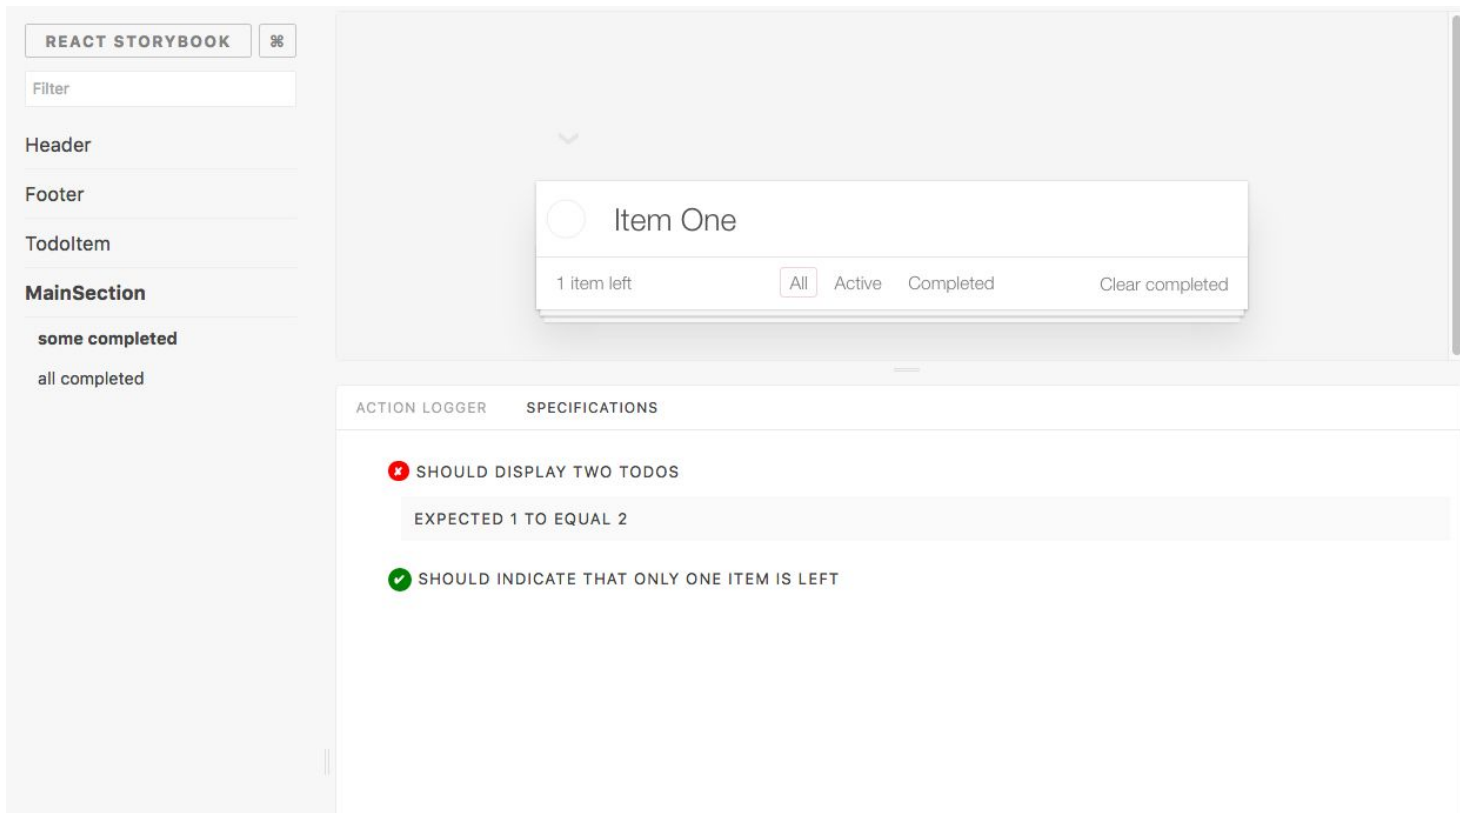 REACT STORYBOOK ⌘
Filter
Header
Footer
TodoItem
MainSection
some completed
all completed
Item One
1 item left All Active Completed Clear completed
ACTION LOGGER SPECIFICATIONS
SHOULD DISPLAY TWO TODOS
EXPECTED 1 TO EQUAL 2
SHOULD INDICATE THAT ONLY ONE ITEM IS LEFT